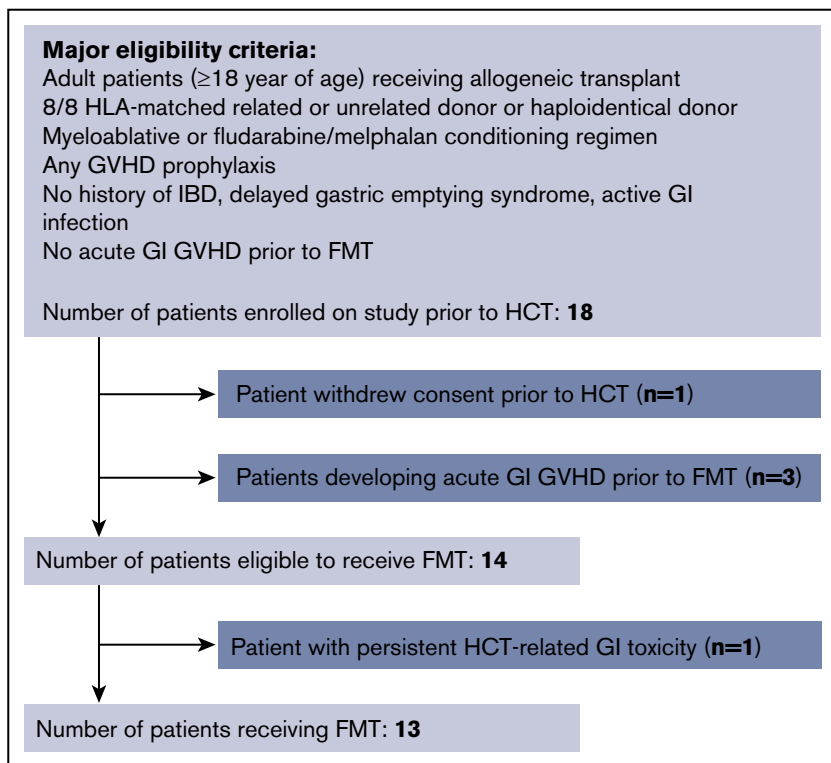 Major eligibility criteria:
Adult patients (≥18 year of age) receiving allogeneic transplant
8/8 HLA-matched related or unrelated donor or haploidentical donor
Myeloablative or fludarabine/melphalan conditioning regimen
Any GVHD prophylaxis
No history of IBD, delayed gastric emptying syndrome, active GI
infection
No acute GI GVHD prior to FMT
Number of patients enrolled on study prior to HCT: 18
Patient withdrew consent prior to HCT (n=1)
Patients developing acute GI GVHD prior to FMT (n=3)
Number of patients eligible to receive FMT: 14
Patient with persistent HCT-related GI toxicity (n=1)
Number of patients receiving FMT: 13